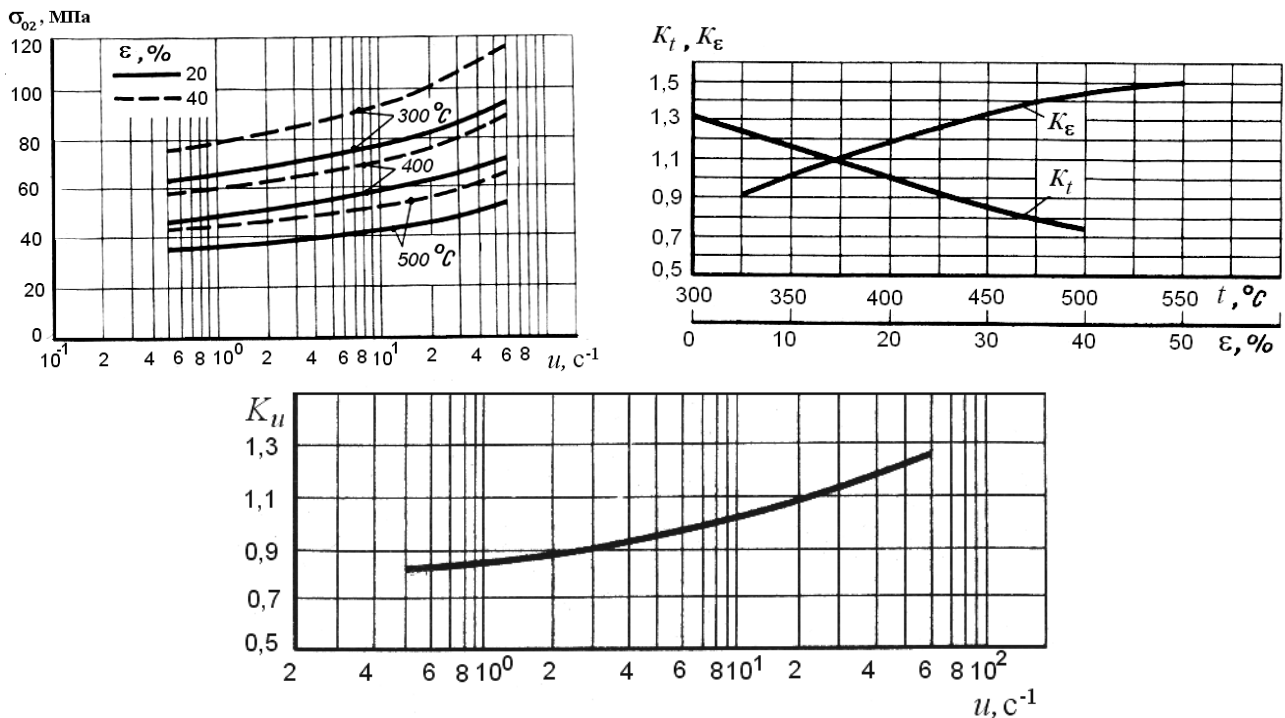 σ₀₂, МПа
120
100
80
60
40
20
0
ε, %
20
40
300 °C
400
500 °C
10⁻¹ 2 4 6 8 10⁰ 2 4 6 8 10¹ 2 4 6 8 u, c⁻¹
Kt, Kε
1,5
1,3
1,1
0,9
0,7
0,5
Kε
Kt
300 350 400 450 500 550 t, °C
0 10 20 30 40 50 ε, %
Ku
1,3
1,1
0,9
0,7
0,5
2 4 6 8 10⁰ 2 4 6 8 10¹ 2 4 6 8 10²
u, c⁻¹